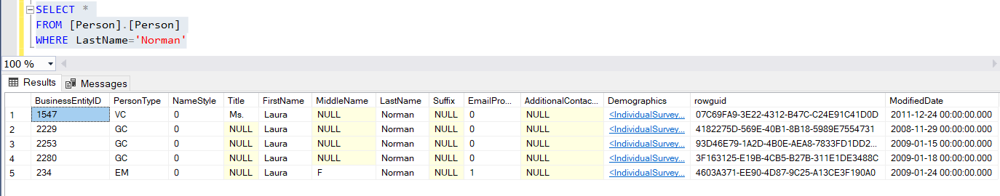 SELECT *
FROM [Person].[Person]
WHERE LastName='Norman'
100 %
Results Messages
BusinessEntityID PersonType NameStyle Title FirstName MiddleName LastName Suffix EmailPro... AdditionalContac... Demographics rowguid ModifiedDate
1 1547 VC 0 Ms. Laura NULL Norman NULL 0 NULL <IndividualSurvey... 07C69FA9-3E22-4312-B47C-C24E91C41D0D 2011-12-24 00:00:00.000
2 2229 GC 0 NULL Laura NULL Norman NULL 0 NULL <IndividualSurvey... 4182275D-569E-40B1-8B18-5989E7554731 2008-11-29 00:00:00.000
3 2253 GC 0 NULL Laura NULL Norman NULL 0 NULL <IndividualSurvey... 93D46E79-1A2D-4B0E-AEA8-7833FD1DD2... 2009-01-15 00:00:00.000
4 2280 GC 0 NULL Laura NULL Norman NULL 0 NULL <IndividualSurvey... 3F163125-E19B-4CB5-B27B-311E1DE3488C 2009-01-18 00:00:00.000
5 234 EM 0 NULL Laura F Norman NULL 1 NULL <IndividualSurvey... 4603A371-EE90-4D87-9C25-A13CE3F190A0 2009-01-24 00:00:00.000